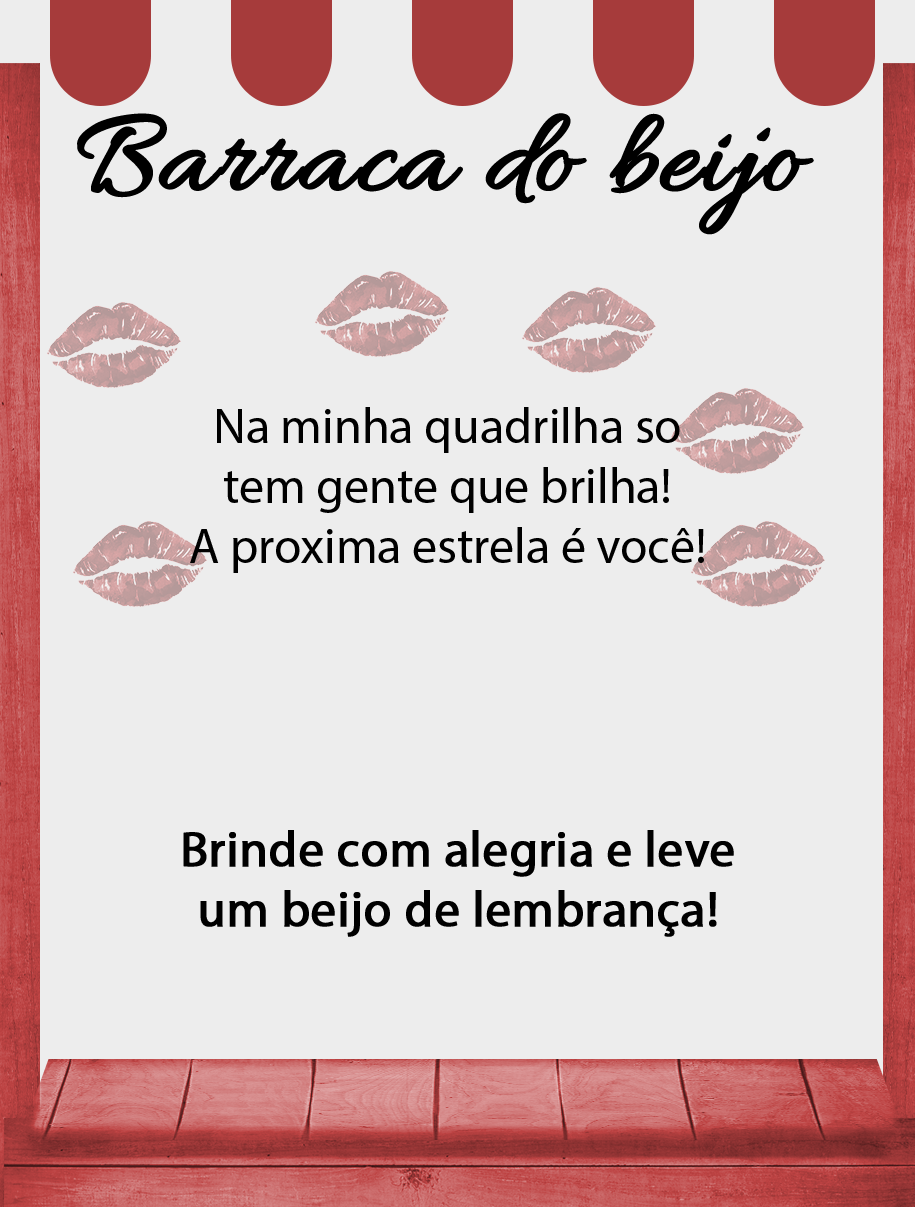 Barraca do beijo
Na minha quadrilha so
tem gente que brilha!
A proxima estrela é você!
Brinde com alegria e leve
um beijo de lembrança!